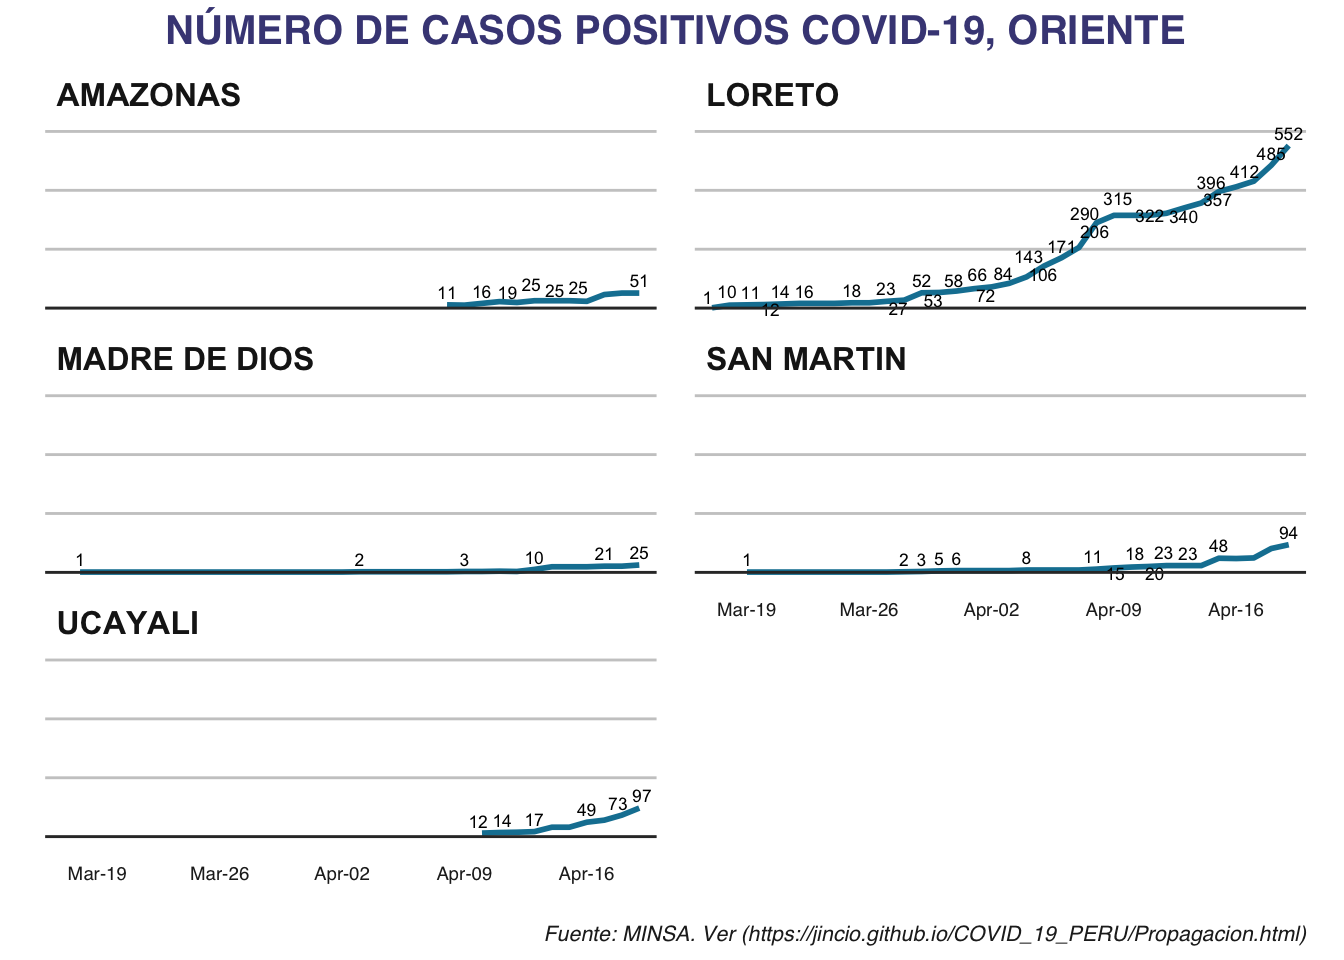 NÚMERO DE CASOS POSITIVOS COVID-19, ORIENTE
AMAZONAS
11 16 19 25 25 25 51
LORETO
1 10 11 12 14 16 18 23 27 52 53 58 66 72 84 106 143 171 206 290 315 322 340 357 396 412 485 552
MADRE DE DIOS
1 2 3 10 21 25
SAN MARTIN
1 2 3 5 6 8 11 15 18 20 23 23 48 94
Mar-19 Mar-26 Apr-02 Apr-09 Apr-16
UCAYALI
12 14 17 49 73 97
Mar-19 Mar-26 Apr-02 Apr-09 Apr-16
Fuente: MINSA. Ver (https://jincio.github.io/COVID_19_PERU/Propagacion.html)